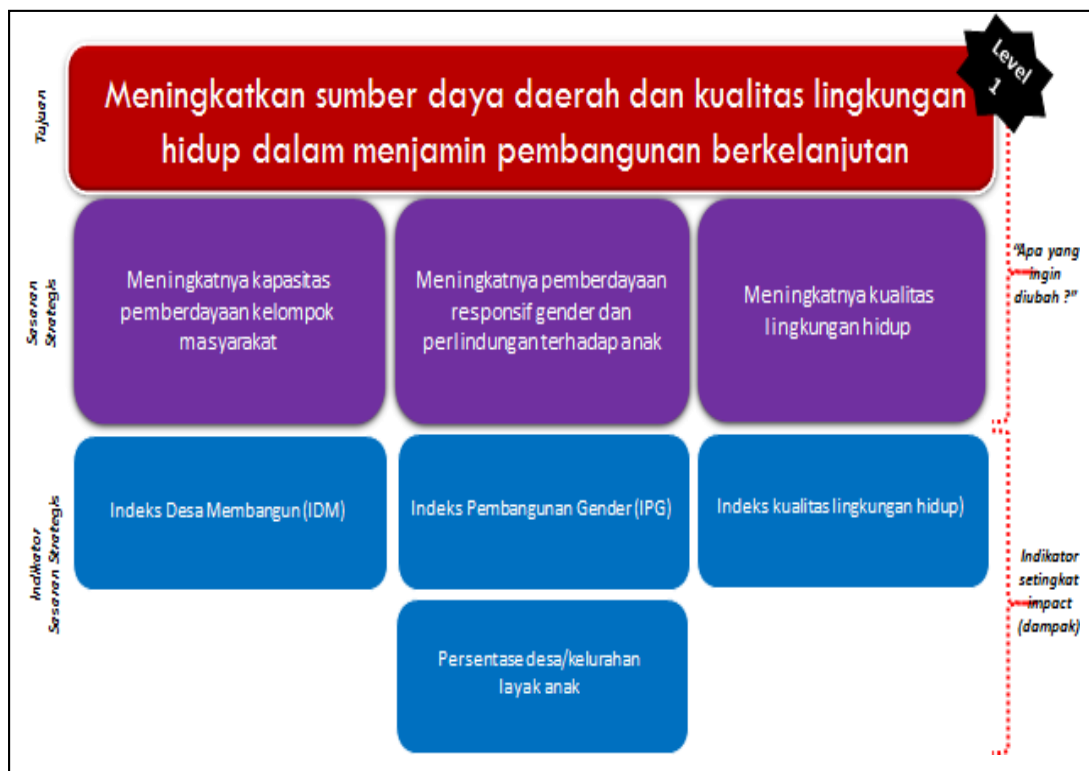 Level
1
Tujuan
Meningkatkan sumber daya daerah dan kualitas lingkungan
hidup dalam menjamin pembangunan berkelanjutan
Sasaran
Strategis
Meningkatnya kapasitas
pemberdayaan kelompok
masyarakat
Meningkatnya pemberdayaan
responsif gender dan
perlindungan terhadap anak
Meningkatnya kualitas
lingkungan hidup
"Apa yang
ingin
diubah ?"
Indikator
Sasaran Strategis
Indeks Desa Membangun (IDM)
Indeks Pembangunan Gender (IPG)
Indeks kualitas lingkungan hidup)
Persentase desa/kelurahan
layak anak
Indikator
setingkat
impact
(dampak)